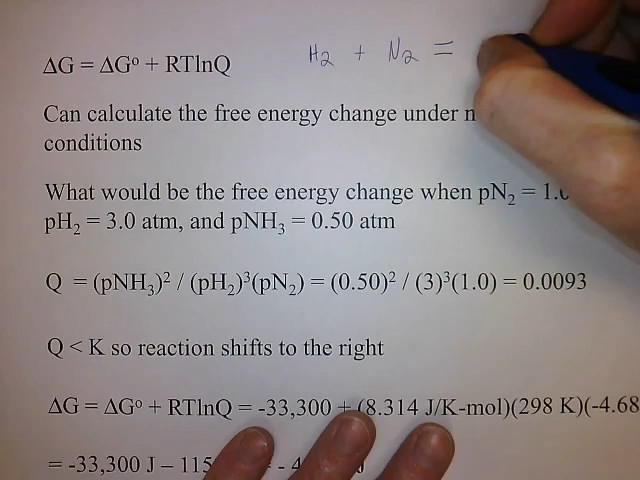 H2 + N2 =
ΔG = ΔGº + RTlnQ
Can calculate the free energy change under
conditions
What would be the free energy change when pN₂ =
pH₂ = 3.0 atm, and pNH₃ = 0.50 atm
Q = (pNH₃)² / (pH₂)³(pN₂) = (0.50)² / (3)³(1.0) = 0.0093
Q < K so reaction shifts to the right
ΔG = ΔGº + RTlnQ = -33,300 + (8.314 J/K-mol)(298 K)(-4.68
= -33,300 J – 115